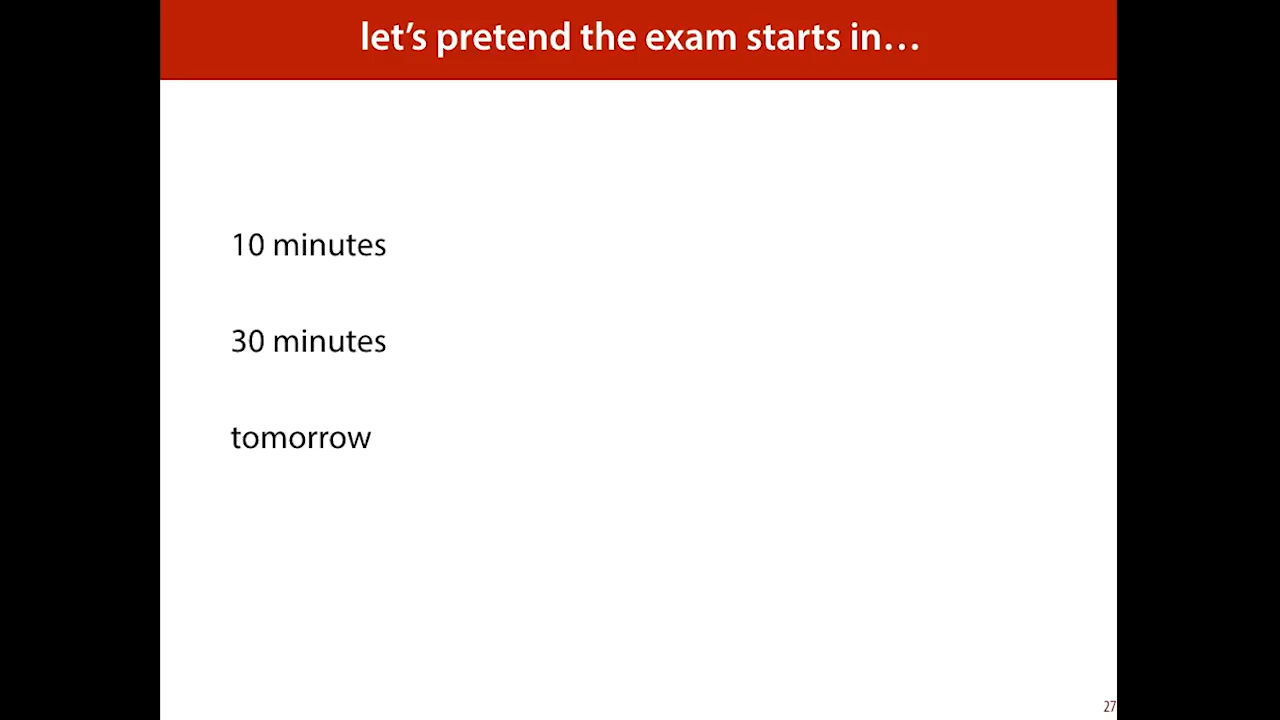 let’s pretend the exam starts in…
10 minutes
30 minutes
tomorrow
27